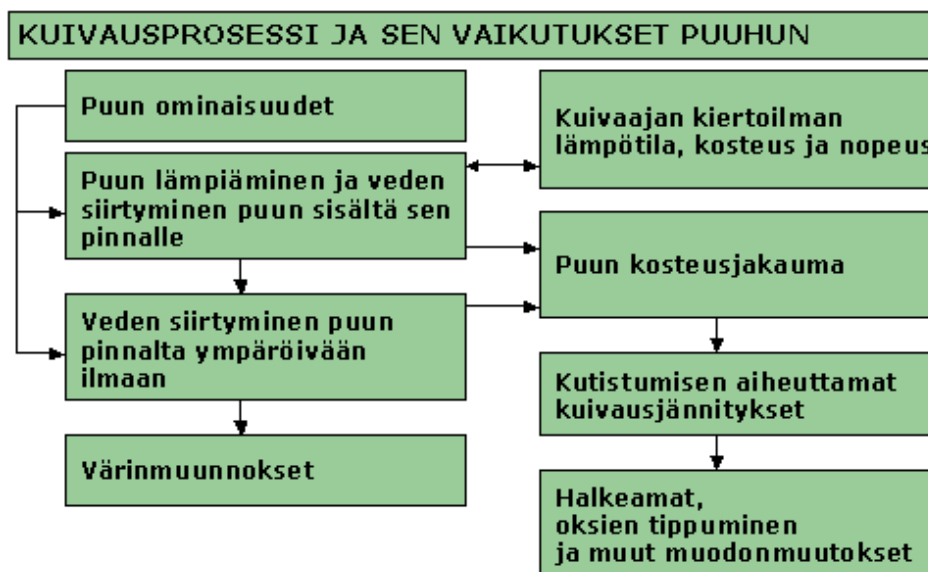 KUIVAUSPROSESSI JA SEN VAIKUTUKSET PUUHUN
Puun ominaisuudet
Kuivaajan kiertoilman
lämpötila, kosteus ja nopeus
Puun lämpiäminen ja veden
siirtyminen puun sisältä sen
pinnalle
Puun kosteusjakauma
Veden siirtyminen puun
pinnalta ympäröivään
ilmaan
Kutistumisen aiheuttamat
kuivausjännitykset
Värinmuunnokset
Halkeamat,
oksien tippuminen
ja muut muodonmuutokset